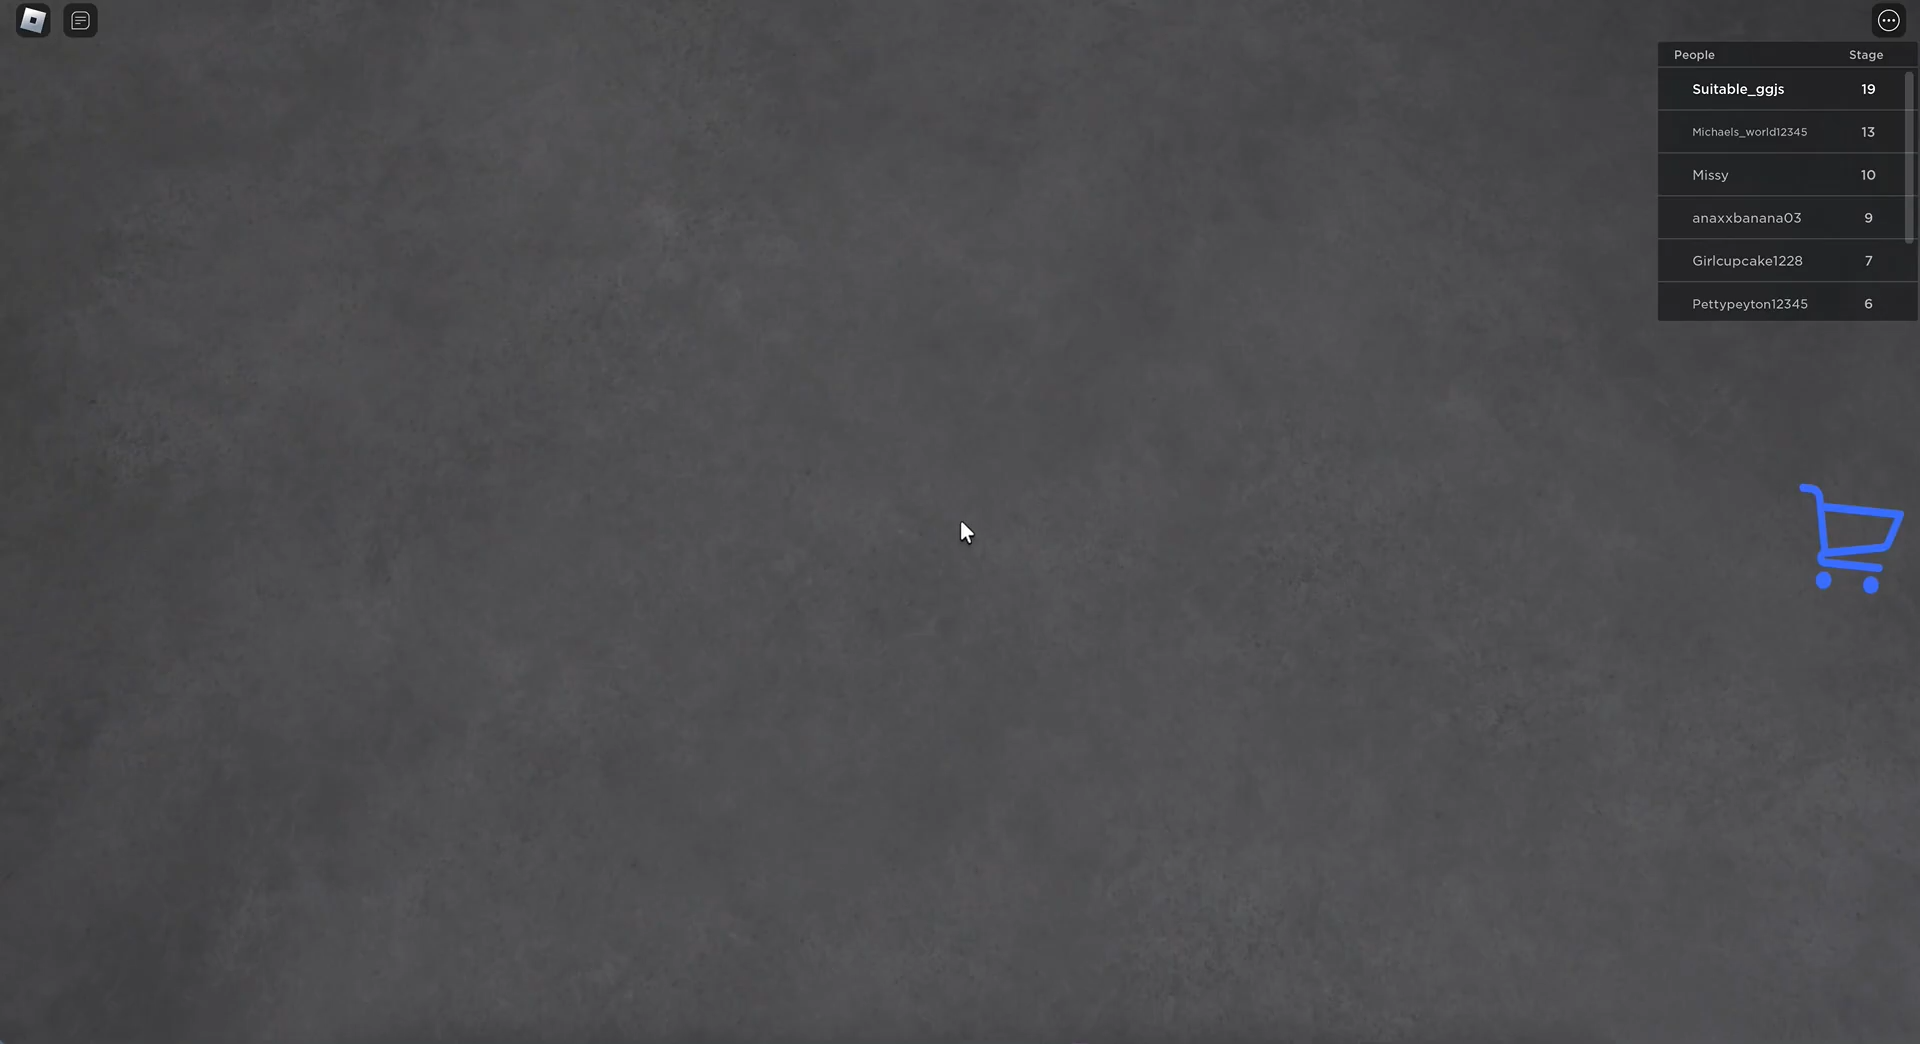 People Stage
Suitable_ggjs 19
Michaels_world12345 13
Missy 10
anaxxbanana03 9
Girlcupcake1228 7
Pettypeyton12345 6